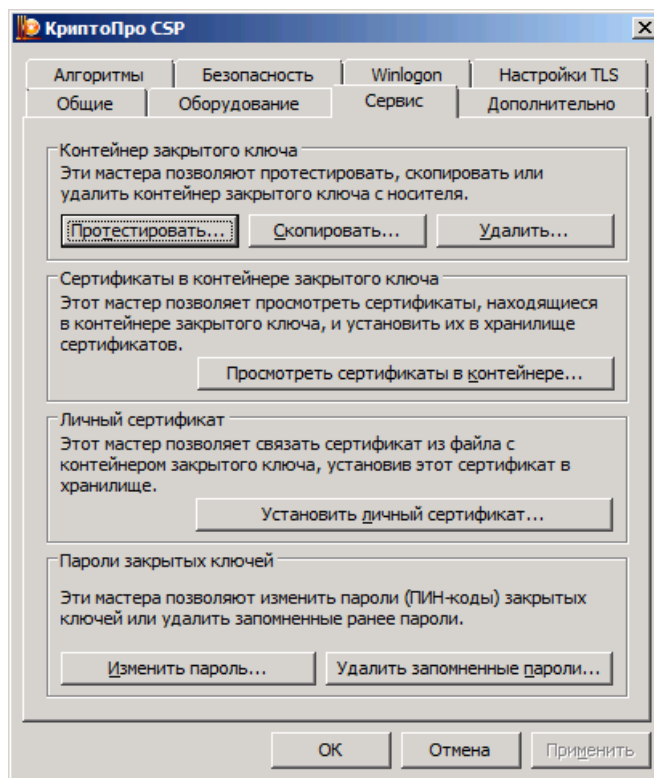 КриптоПро CSP
Алгоритмы Безопасность Winlogon Настройки TLS
Общие Оборудование Сервис Дополнительно
Контейнер закрытого ключа
Эти мастера позволяют протестировать, скопировать или
удалить контейнер закрытого ключа с носителя.
Протестировать... Скопировать... Удалить...
Сертификаты в контейнере закрытого ключа
Этот мастер позволяет просмотреть сертификаты, находящиеся
в контейнере закрытого ключа, и установить их в хранилище
сертификатов.
Просмотреть сертификаты в контейнере...
Личный сертификат
Этот мастер позволяет связать сертификат из файла с
контейнером закрытого ключа, установив этот сертификат в
хранилище.
Установить личный сертификат...
Пароли закрытых ключей
Эти мастера позволяют изменить пароли (ПИН-коды) закрытых
ключей или удалить запомненные ранее пароли.
Изменить пароль... Удалить запомненные пароли...
ОК Отмена Применить